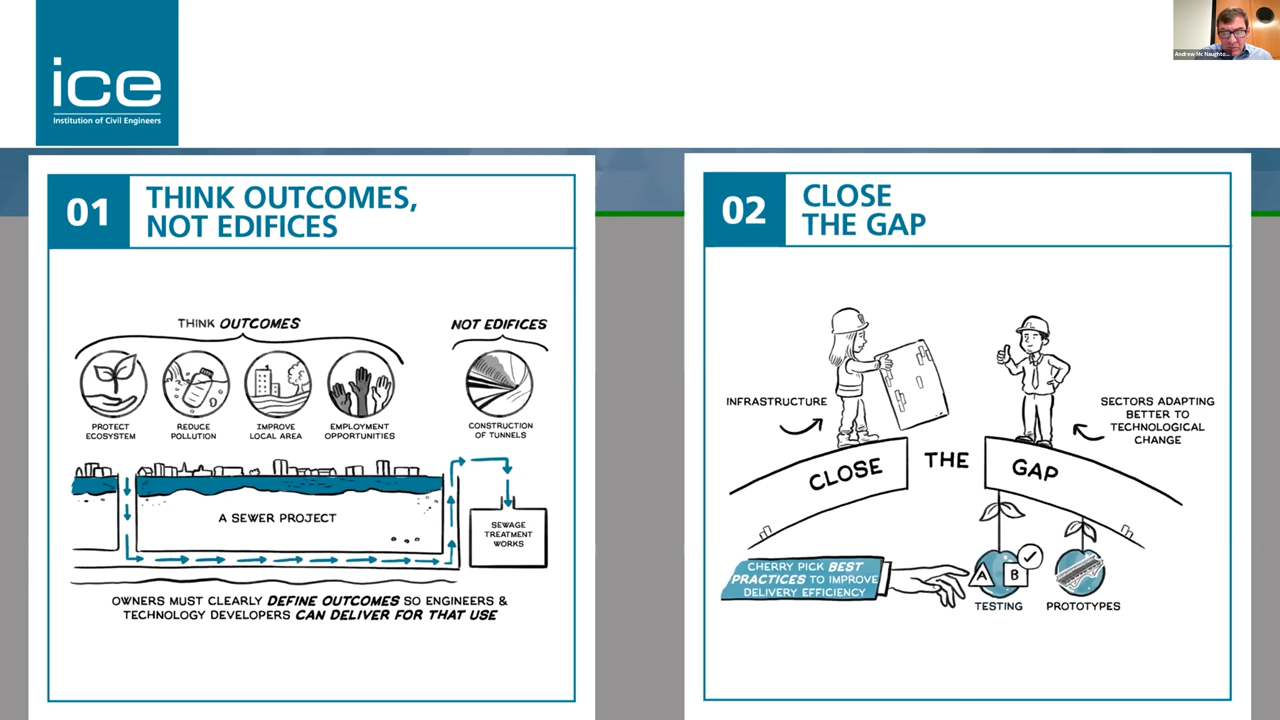 ice
Institution of Civil Engineers
Andrew Mc Naughto...
01
THINK OUTCOMES,
NOT EDIFICES
THINK OUTCOMES
NOT EDIFICES
PROTECT
ECOSYSTEM
REDUCE
POLLUTION
IMPROVE
LOCAL AREA
EMPLOYMENT
OPPORTUNITIES
CONSTRUCTION
OF TUNNELS
A SEWER PROJECT
SEWAGE
TREATMENT
WORKS
OWNERS MUST CLEARLY DEFINE OUTCOMES SO ENGINEERS &
TECHNOLOGY DEVELOPERS CAN DELIVER FOR THAT USE
02
CLOSE
THE GAP
INFRASTRUCTURE
SECTORS ADAPTING
BETTER TO
TECHNOLOGICAL
CHANGE
CLOSE THE GAP
CHERRY PICK BEST
PRACTICES TO IMPROVE
DELIVERY EFFICIENCY
A B
TESTING
PROTOTYPES